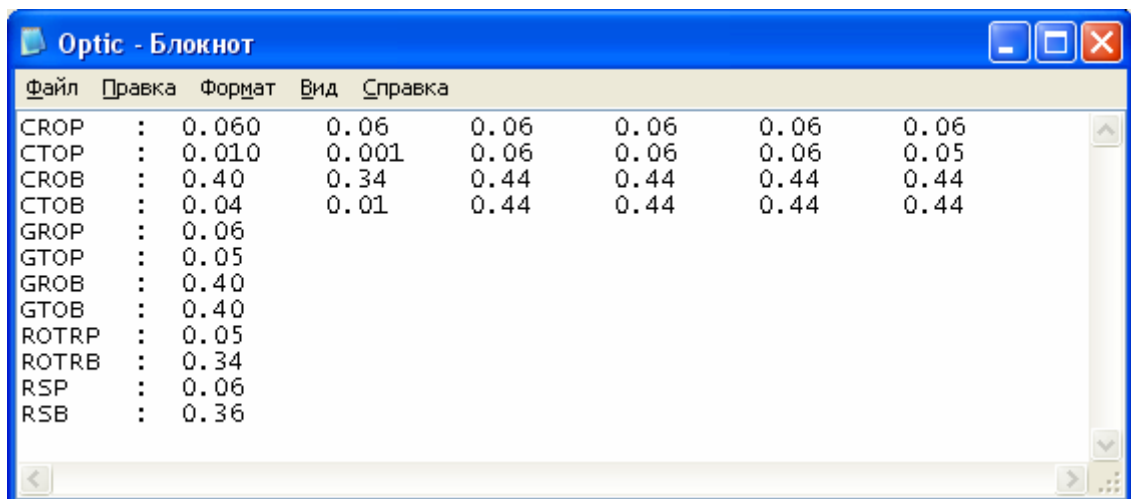 Optic - Блокнот
Файл Правка Формат Вид Справка
CROP : 0.060 0.06 0.06 0.06 0.06 0.06
CTOP : 0.010 0.001 0.06 0.06 0.06 0.05
CROB : 0.40 0.34 0.44 0.44 0.44 0.44
CTOB : 0.04 0.01 0.44 0.44 0.44 0.44
GROP : 0.06
GTOP : 0.05
GROB : 0.40
GTOB : 0.40
ROTRP : 0.05
ROTRB : 0.34
RSP : 0.06
RSB : 0.36